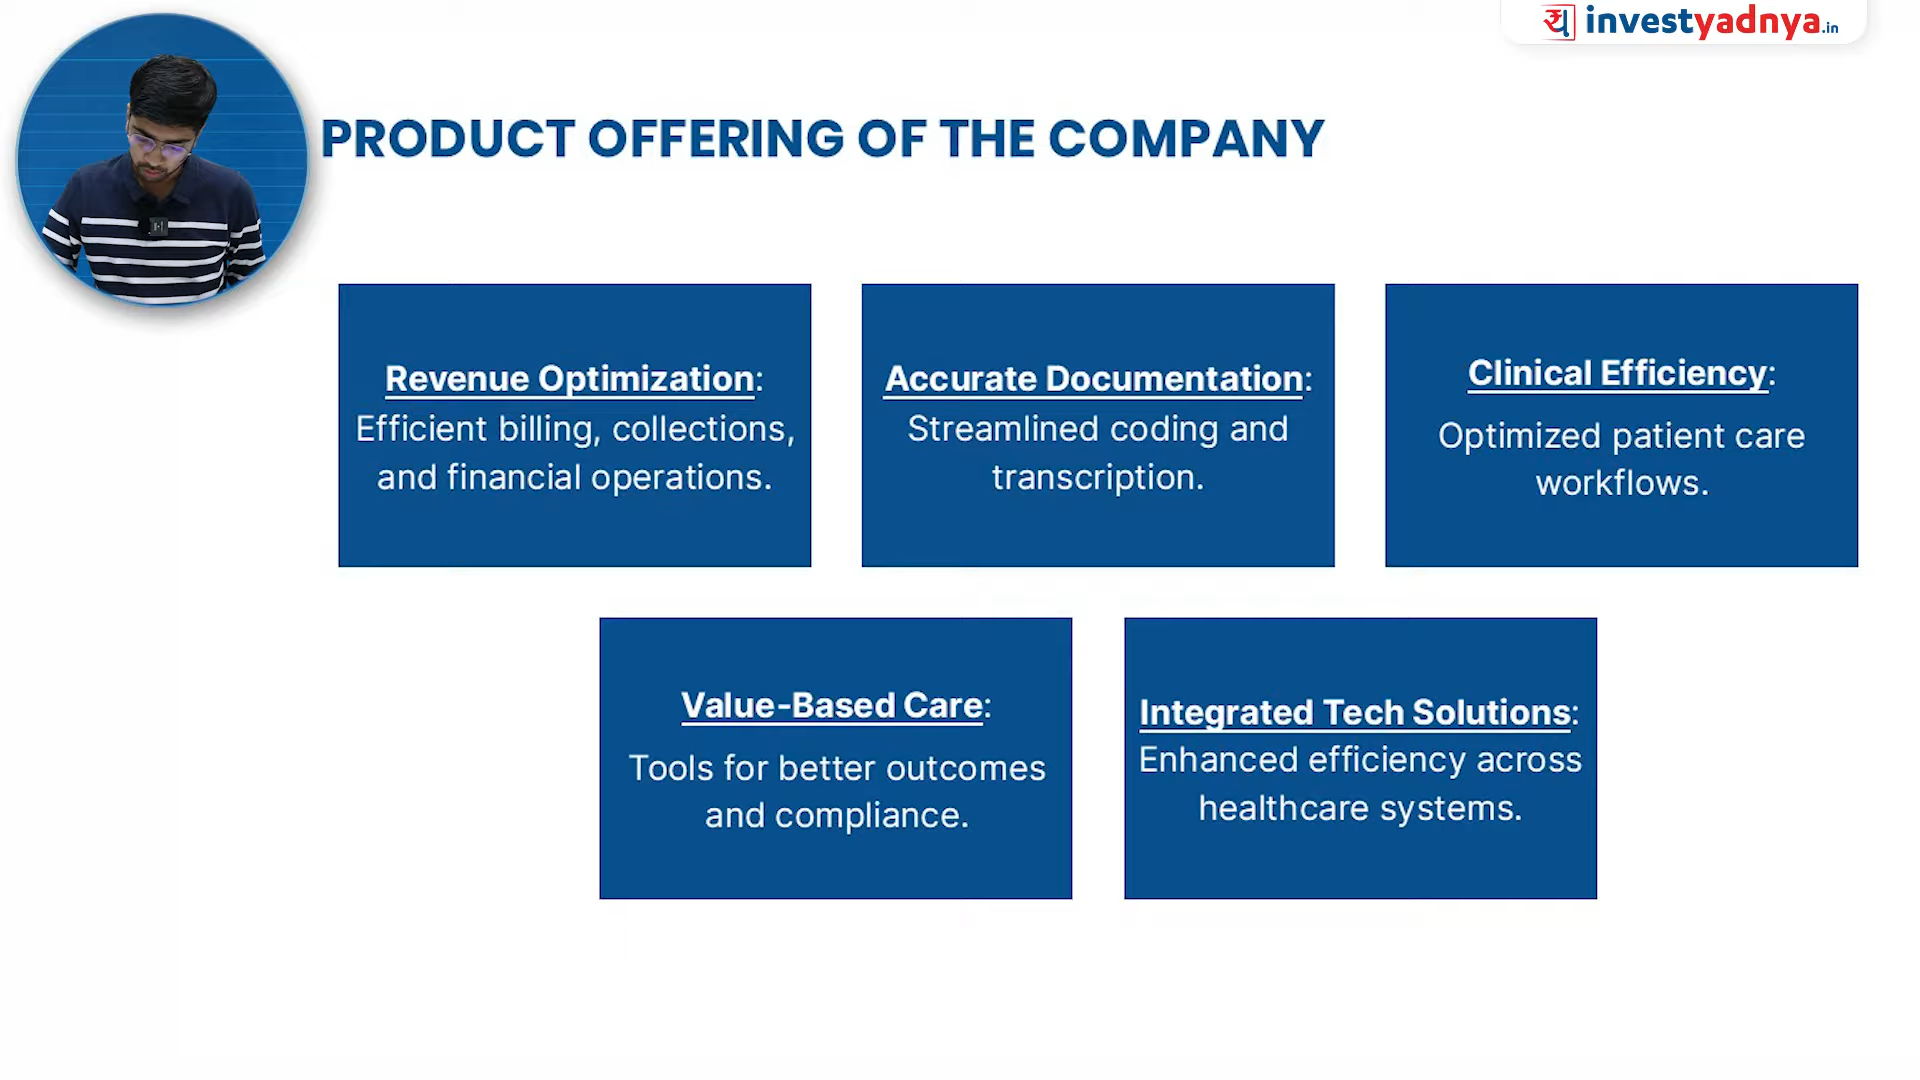 investyadnya.in
PRODUCT OFFERING OF THE COMPANY
Revenue Optimization:
Efficient billing, collections,
and financial operations.
Accurate Documentation:
Streamlined coding and
transcription.
Clinical Efficiency:
Optimized patient care
workflows.
Value-Based Care:
Tools for better outcomes
and compliance.
Integrated Tech Solutions:
Enhanced efficiency across
healthcare systems.